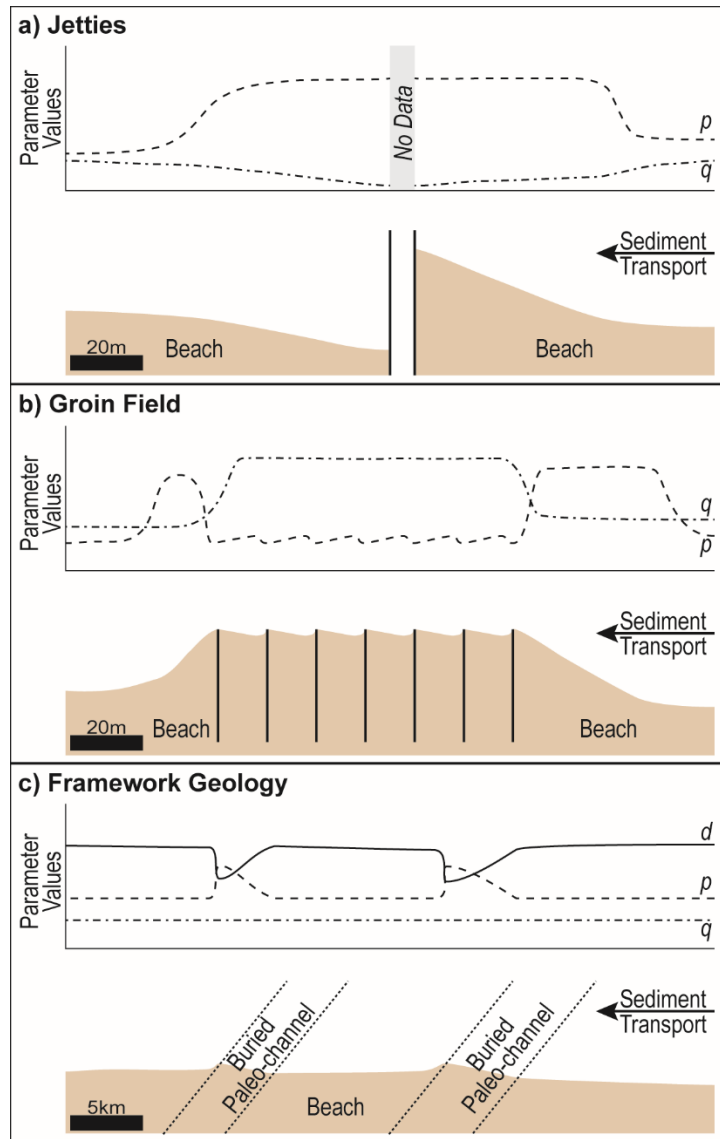 a) Jetties
Parameter
Values
No Data
p
q
Sediment
Transport
20m
Beach
Beach
b) Groin Field
Parameter
Values
q
p
Sediment
Transport
20m
Beach
Beach
c) Framework Geology
Parameter
Values
d
p
q
Sediment
Transport
Buried
Paleo-channel
Buried
Paleo-channel
5km
Beach